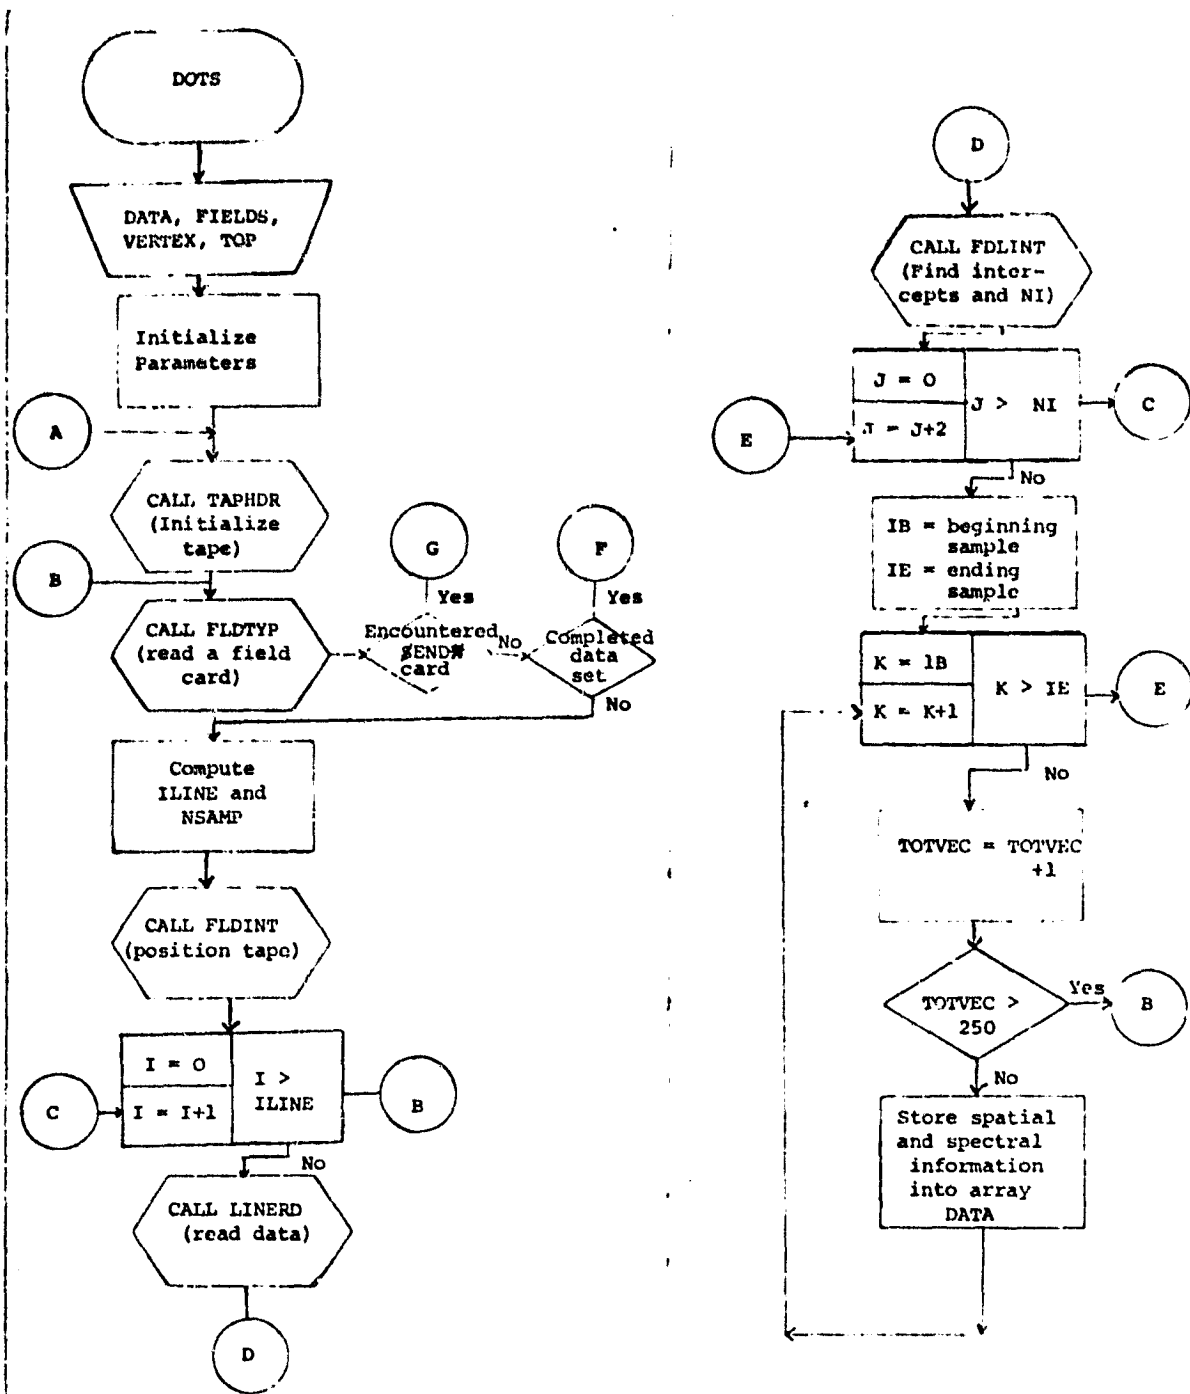 DOTS
DATA, FIELDS,
VERTEX, TOP
Initialize
Parameters
A
CALL TAPHDR
(Initialize
tape)
B
CALL FLDTYP
(read a field
card)
Encountered
$END*
card
G
Yes
No
Completed
data
set
F
Yes
No
Compute
ILINE and
NSAMP
CALL FLDINT
(position tape)
C
I = 0
I = I+1
I >
ILINE
B
No
CALL LINERD
(read data)
D
D
CALL FDLINT
(Find inter-
cepts and NI)
E
J = 0
J = J+2
J > NI
C
No
IB = beginning
sample
IE = ending
sample
K = IB
K = K+1
K > IE
E
No
TOTVEC = TOTVEC
+1
TOTVEC >
250
Yes
B
No
Store spatial
and spectral
information
into array
DATA